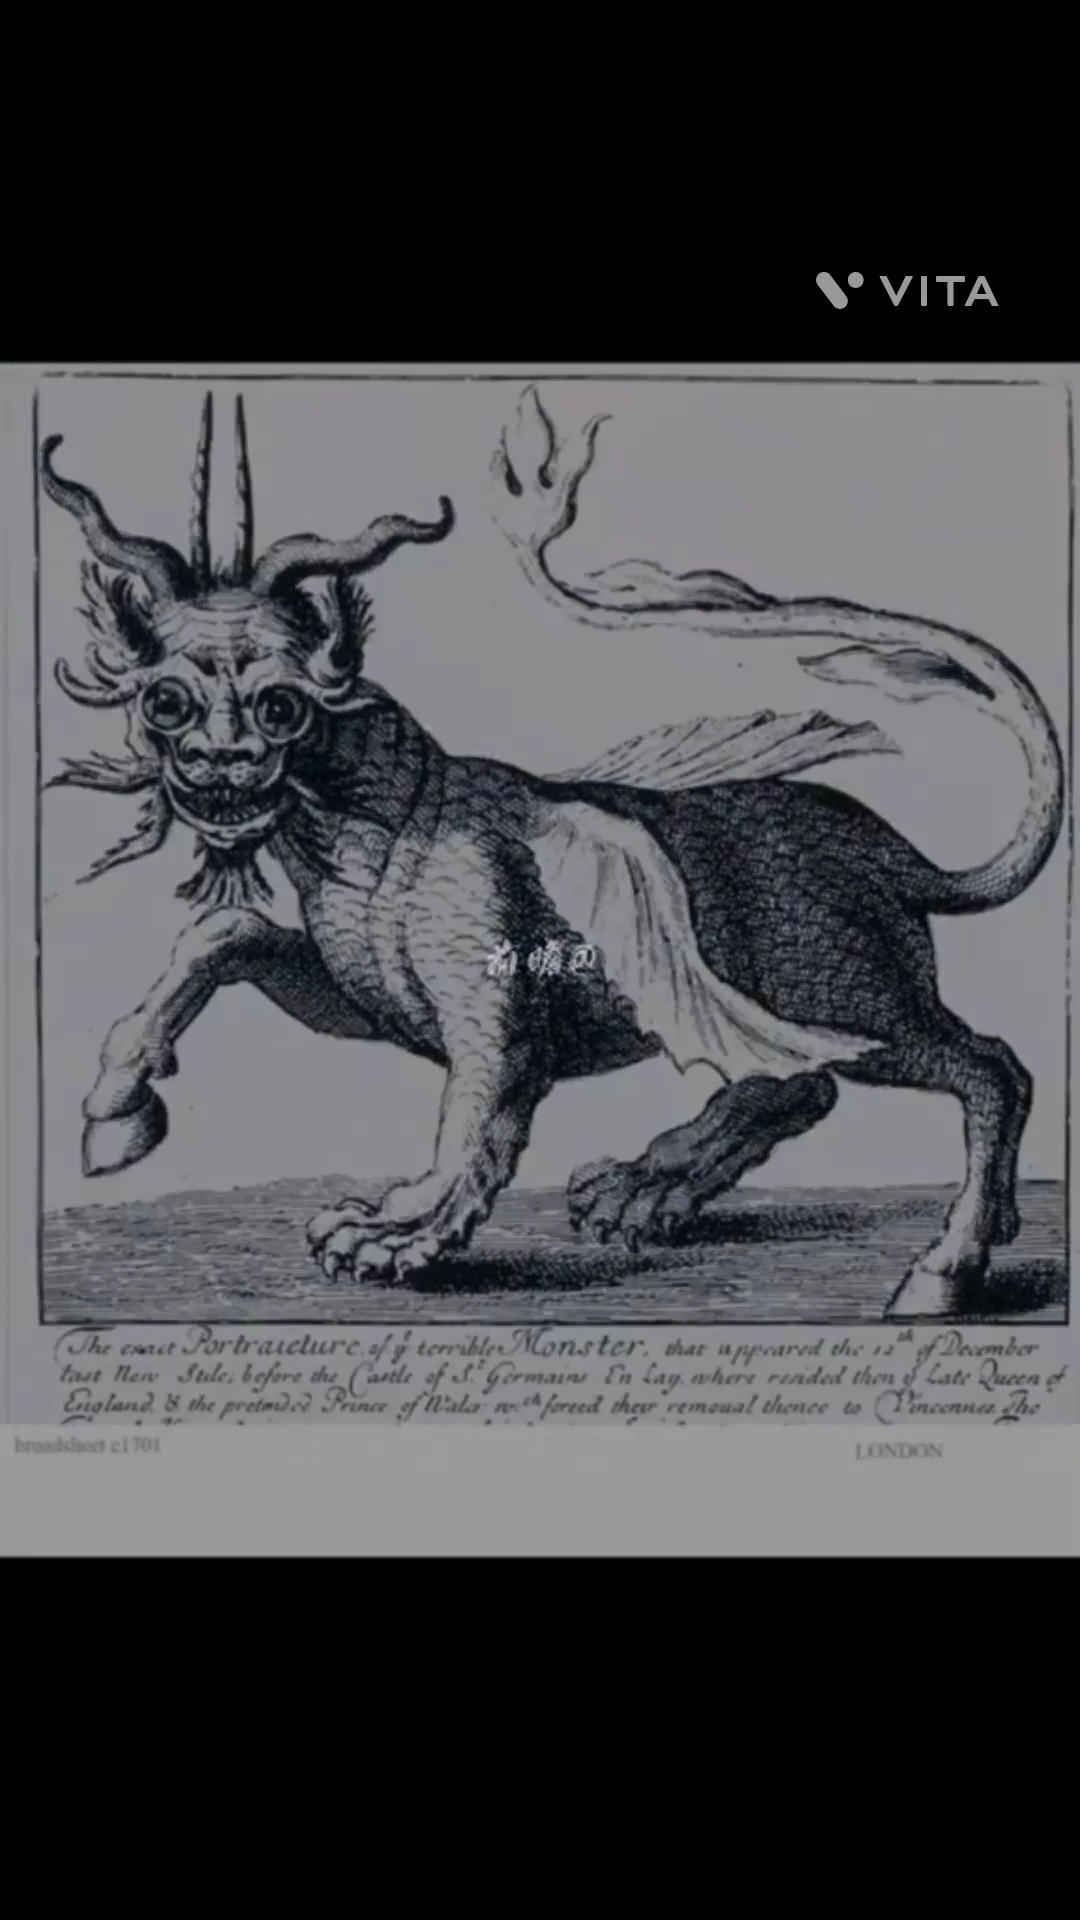 VITA
前瞻@
The exact Portraicture, of yᵉ terrible Monster, that appeared the 12ᵗʰ of December
last New Stile; before the Castle of Sᵗ Germains En Lay, where resided then yᵉ Late Queen of
England, & the pretended Prince of Wales wᶜʰ forced their remoual thence to Vincennes. The
broadsheet c1701
LONDON